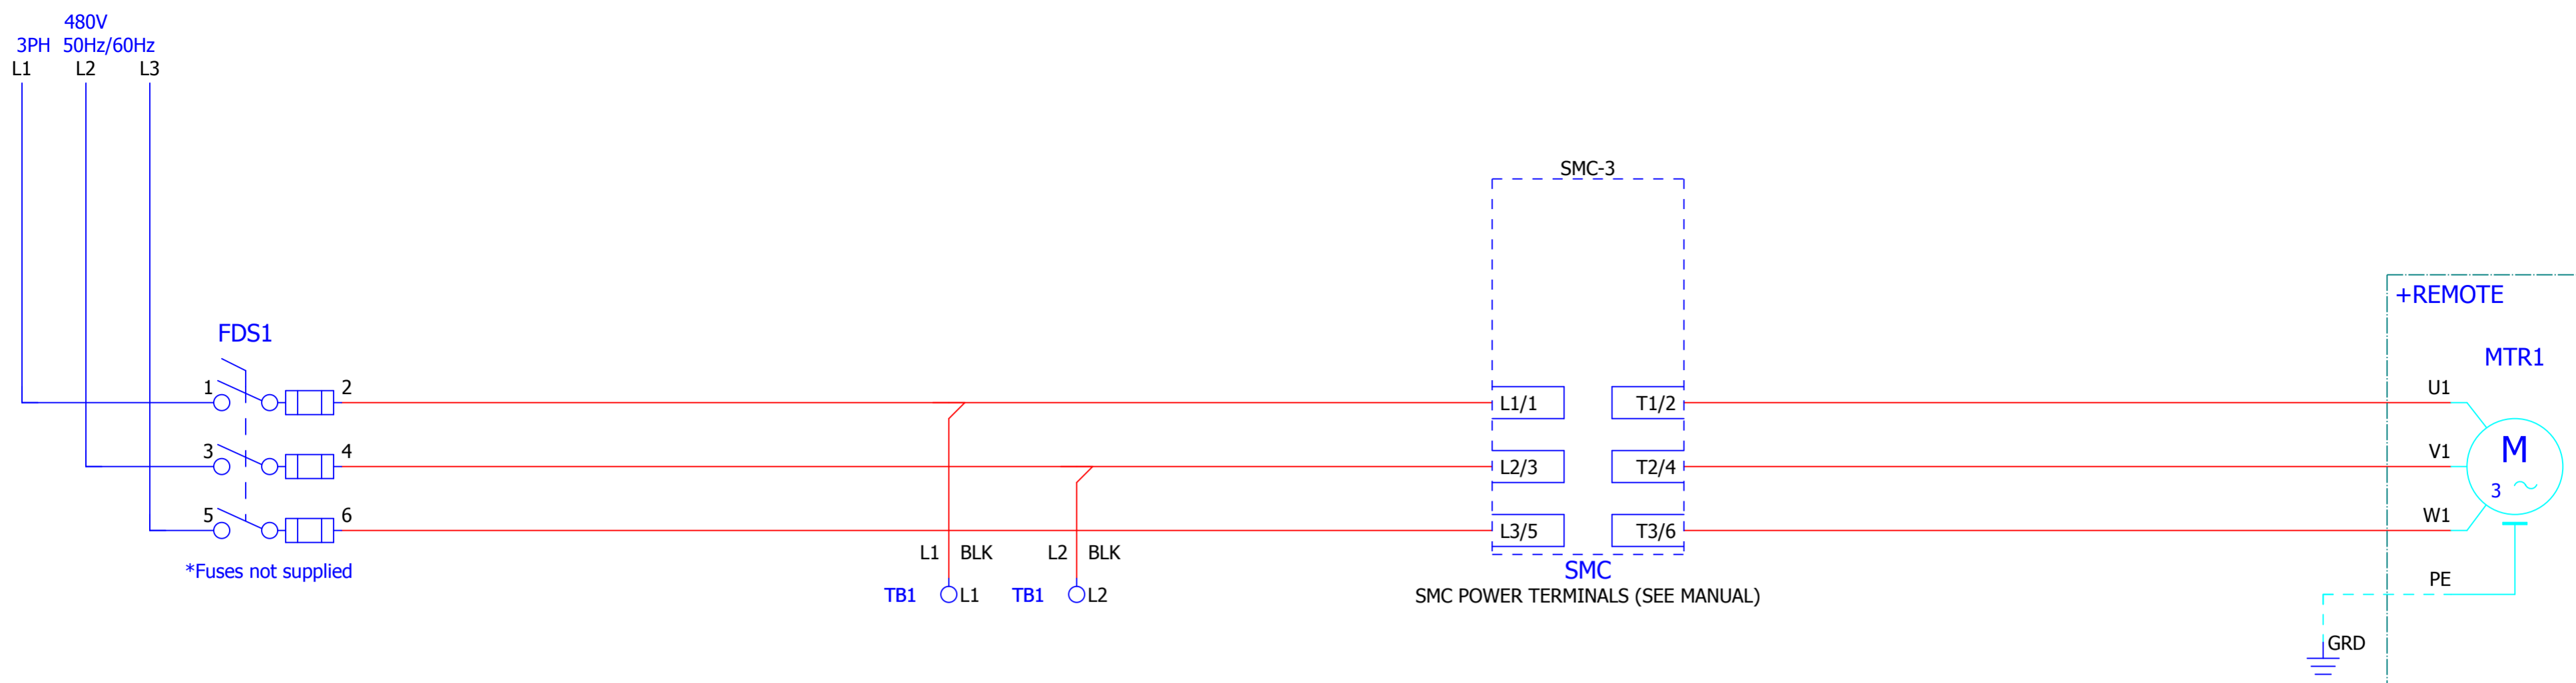 480V
3PH 50Hz/60Hz
L1 L2 L3
SMC-3
+REMOTE
FDS1
MTR1
1 2
U1
L1/1 T1/2
3 4
V1
M
L2/3 T2/4
3
5 6
W1
L3/5 T3/6
L1 BLK L2 BLK
*Fuses not supplied
SMC
PE
TB1 L1 TB1 L2
SMC POWER TERMINALS (SEE MANUAL)
GRD